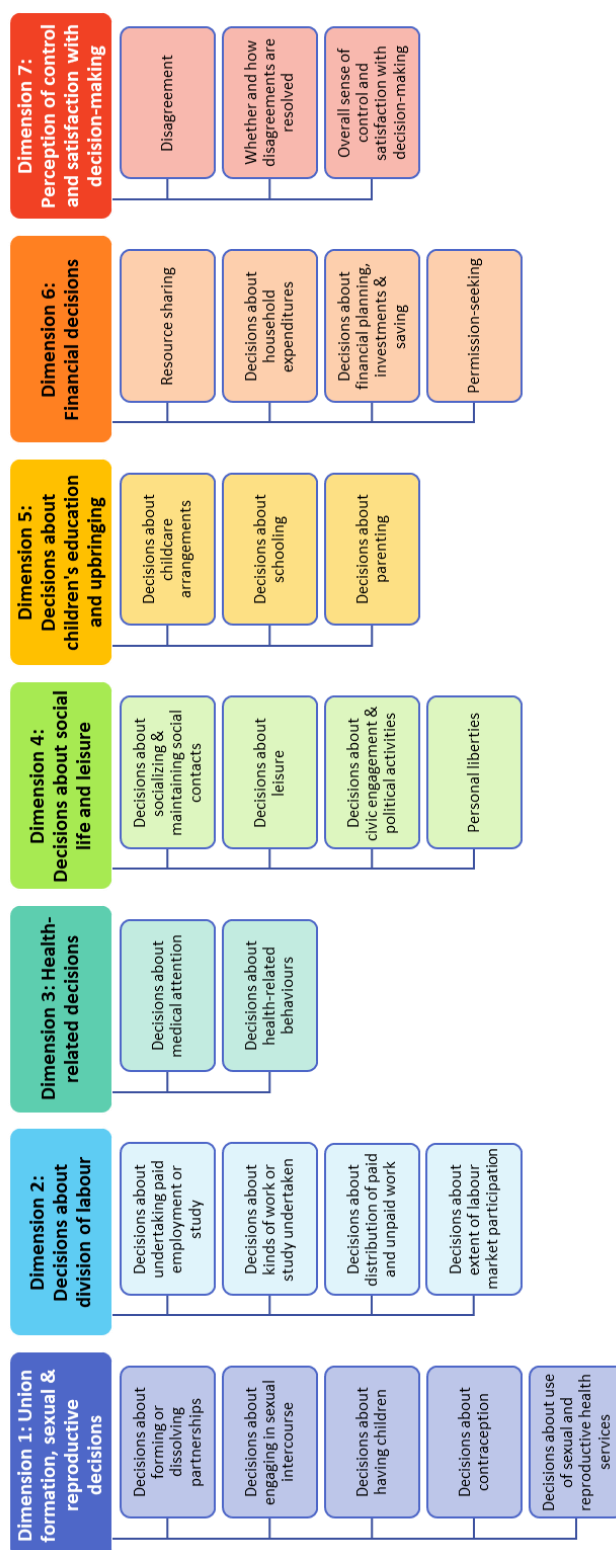 Dimension 1: Union
formation, sexual &
reproductive
decisions
Decisions about
forming or
dissolving
partnerships
Decisions about
engaging in sexual
intercourse
Decisions about
having children
Decisions about
contraception
Decisions about use
of sexual and
reproductive health
services
Dimension 2:
Decisions about
division of labour
Decisions about
undertaking paid
employment or
study
Decisions about
kinds of work or
study undertaken
Decisions about
distribution of paid
and unpaid work
Decisions about
extent of labour
market participation
Dimension 3: Health-
related decisions
Decisions about
medical attention
Decisions about
health-related
behaviours
Dimension 4:
Decisions about social
life and leisure
Decisions about
socializing &
maintaining social
contacts
Decisions about
leisure
Decisions about
civic engagement &
political activities
Personal liberties
Dimension 5:
Decisions about
children's education
and upbringing
Decisions about
childcare
arrangements
Decisions about
schooling
Decisions about
parenting
Dimension 6:
Financial decisions
Resource sharing
Decisions about
household
expenditures
Decisions about
financial planning,
investments &
saving
Permission-seeking
Dimension 7:
Perception of control
and satisfaction with
decision-making
Disagreement
Whether and how
disagreements are
resolved
Overall sense of
control and
satisfaction with
decision-making